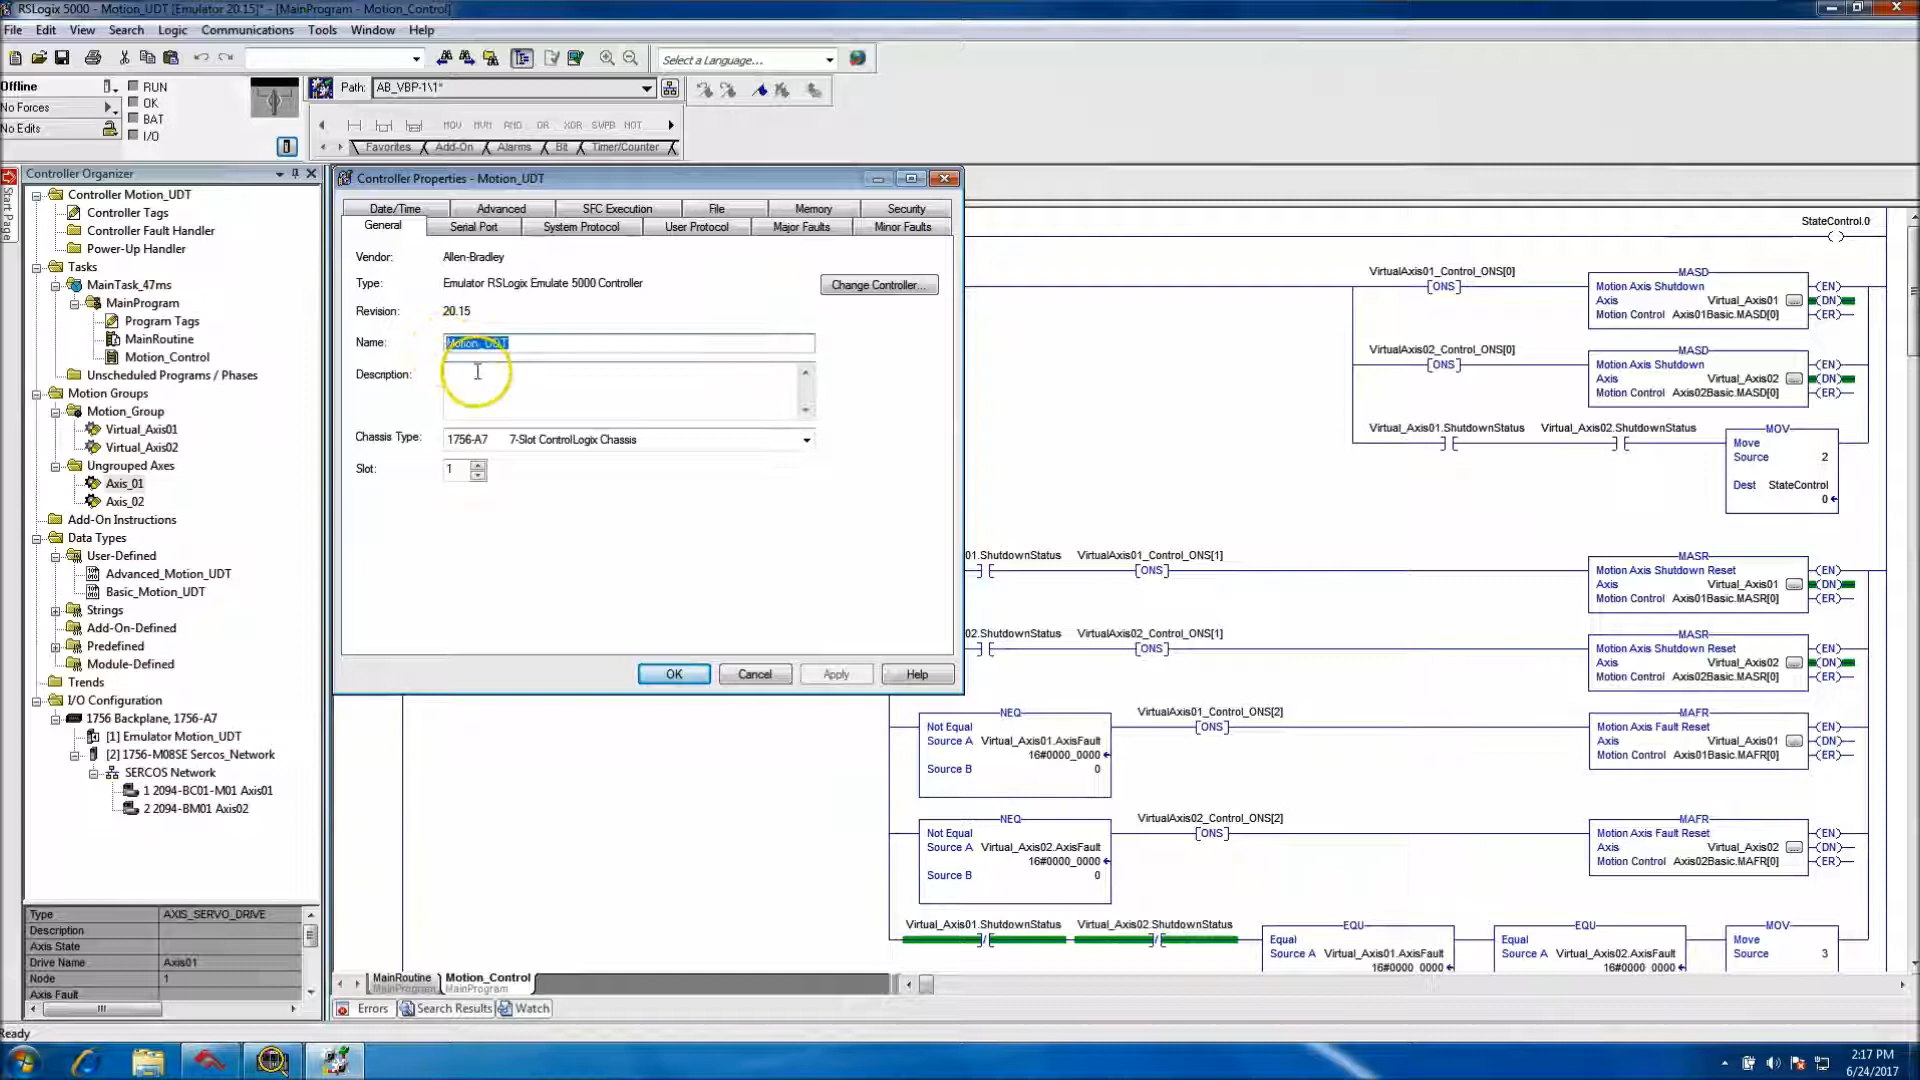 RSLogix 5000 - Motion_UDT [Emulator 20.15]* - [MainProgram - Motion_Control]
File Edit View Search Logic Communications Tools Window Help
Select a Language...
Offline
RUN
No Forces
OK
No Edits
BAT
I/O
Path: AB_VBP-1\1*
MOV MVM AND OR XOR SWPB NOT
Favorites Add-On Alarms Bit Timer/Counter
Start Page
Controller Organizer
Controller Motion_UDT
Controller Tags
Controller Fault Handler
Power-Up Handler
Tasks
MainTask_47ms
MainProgram
Program Tags
MainRoutine
Motion_Control
Unscheduled Programs / Phases
Motion Groups
Motion_Group
Virtual_Axis01
Virtual_Axis02
Ungrouped Axes
Axis_01
Axis_02
Add-On Instructions
Data Types
User-Defined
Advanced_Motion_UDT
Basic_Motion_UDT
Strings
Add-On-Defined
Predefined
Module-Defined
Trends
I/O Configuration
1756 Backplane, 1756-A7
[1] Emulator Motion_UDT
[2] 1756-M08SE Sercos_Network
SERCOS Network
1 2094-BC01-M01 Axis01
2 2094-BM01 Axis02
Type AXIS_SERVO_DRIVE
Description
Axis State
Drive Name Axis01
Node 1
Axis Fault
Controller Properties - Motion_UDT
Date/Time Advanced SFC Execution File Memory Security
General Serial Port System Protocol User Protocol Major Faults Minor Faults
Vendor: Allen-Bradley
Type: Emulator RSLogix Emulate 5000 Controller
Change Controller...
Revision: 20.15
Name: Motion_UDT
Description:
Chassis Type: 1756-A7 7-Slot ControlLogix Chassis
Slot: 1
OK Cancel Apply Help
StateControl.0
VirtualAxis01_Control_ONS[0]
ONS
MASD
Motion Axis Shutdown
Axis Virtual_Axis01
Motion Control Axis01Basic.MASD[0]
EN
DN
ER
VirtualAxis02_Control_ONS[0]
ONS
MASD
Motion Axis Shutdown
Axis Virtual_Axis02
Motion Control Axis02Basic.MASD[0]
EN
DN
ER
Virtual_Axis01.ShutdownStatus Virtual_Axis02.ShutdownStatus
MOV
Move
Source 2
Dest StateControl
0
01.ShutdownStatus VirtualAxis01_Control_ONS[1]
ONS
MASR
Motion Axis Shutdown Reset
Axis Virtual_Axis01
Motion Control Axis01Basic.MASR[0]
EN
DN
ER
02.ShutdownStatus VirtualAxis02_Control_ONS[1]
ONS
MASR
Motion Axis Shutdown Reset
Axis Virtual_Axis02
Motion Control Axis02Basic.MASR[0]
EN
DN
ER
NEQ
Not Equal
Source A Virtual_Axis01.AxisFault
16#0000_0000
Source B 0
VirtualAxis01_Control_ONS[2]
ONS
MAFR
Motion Axis Fault Reset
Axis Virtual_Axis01
Motion Control Axis01Basic.MAFR[0]
EN
DN
ER
NEQ
Not Equal
Source A Virtual_Axis02.AxisFault
16#0000_0000
Source B 0
VirtualAxis02_Control_ONS[2]
ONS
MAFR
Motion Axis Fault Reset
Axis Virtual_Axis02
Motion Control Axis02Basic.MAFR[0]
EN
DN
ER
Virtual_Axis01.ShutdownStatus Virtual_Axis02.ShutdownStatus
EQU
Equal
Source A Virtual_Axis01.AxisFault
16#0000_0000
EQU
Equal
Source A Virtual_Axis02.AxisFault
16#0000_0000
MOV
Move
Source 3
MainRoutine
MainProgram
Motion_Control
MainProgram
Errors Search Results Watch
Ready
2:17 PM
6/24/2017